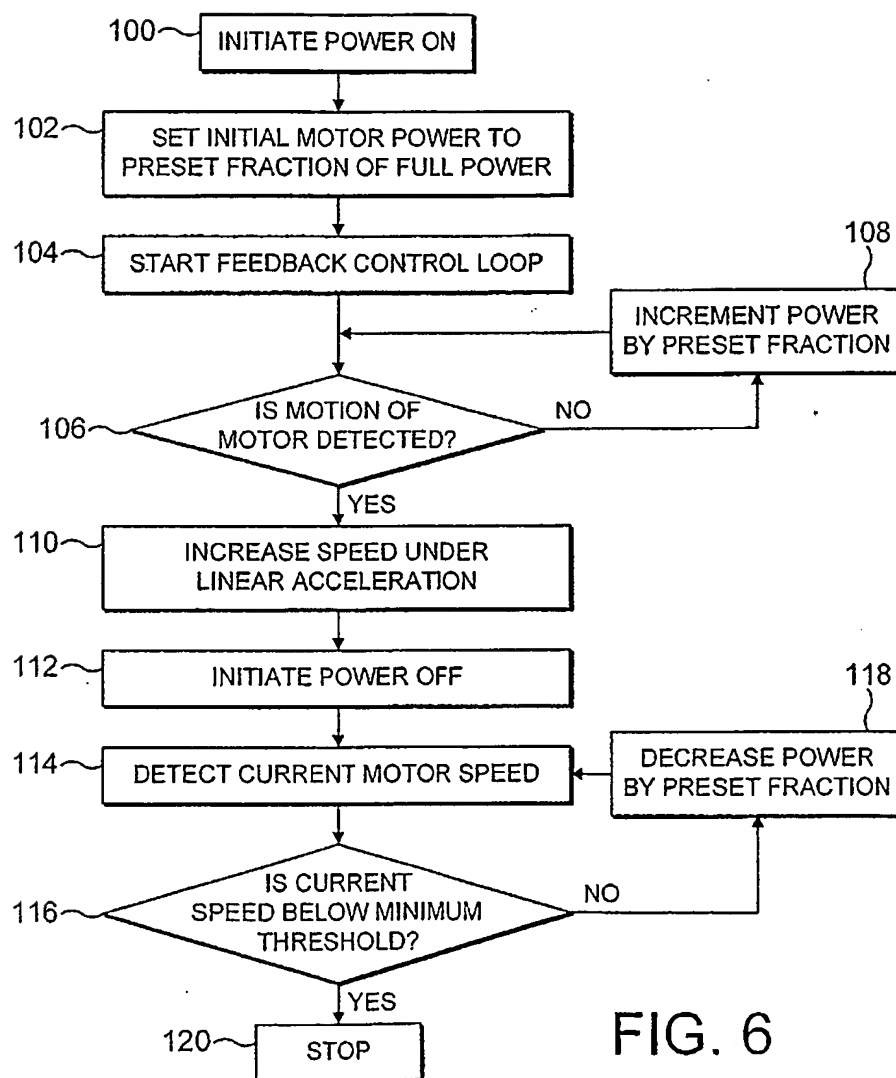 100
INITIATE POWER ON
102
SET INITIAL MOTOR POWER TO
PRESET FRACTION OF FULL POWER
104
START FEEDBACK CONTROL LOOP
108
INCREMENT POWER
BY PRESET FRACTION
106
IS MOTION OF
MOTOR DETECTED?
NO
YES
110
INCREASE SPEED UNDER
LINEAR ACCELERATION
112
INITIATE POWER OFF
118
DECREASE POWER
BY PRESET FRACTION
114
DETECT CURRENT MOTOR SPEED
116
IS CURRENT
SPEED BELOW MINIMUM
THRESHOLD?
NO
YES
120
STOP
FIG. 6